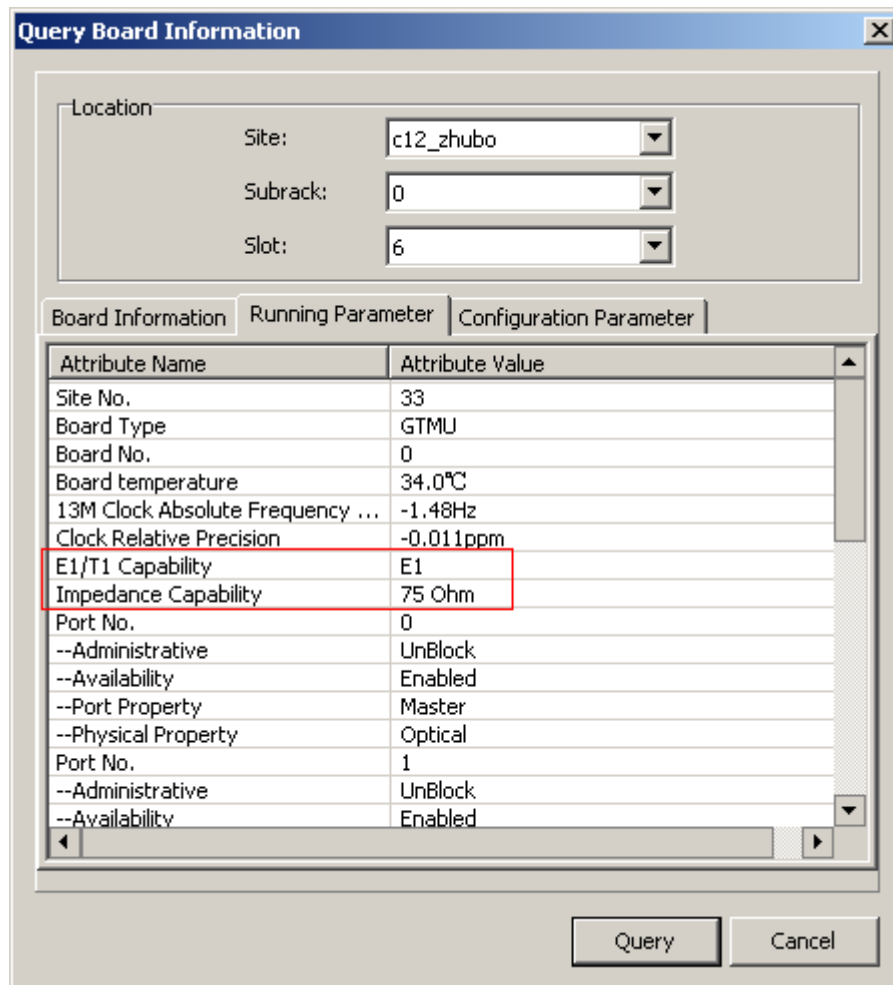 Query Board Information
Location
Site: c12_zhubo
Subrack: 0
Slot: 6
Board Information Running Parameter Configuration Parameter
Attribute Name Attribute Value
Site No. 33
Board Type GTMU
Board No. 0
Board temperature 34.0℃
13M Clock Absolute Frequency ... -1.48Hz
Clock Relative Precision -0.011ppm
E1/T1 Capability E1
Impedance Capability 75 Ohm
Port No. 0
--Administrative UnBlock
--Availability Enabled
--Port Property Master
--Physical Property Optical
Port No. 1
--Administrative UnBlock
--Availability Enabled
Query Cancel